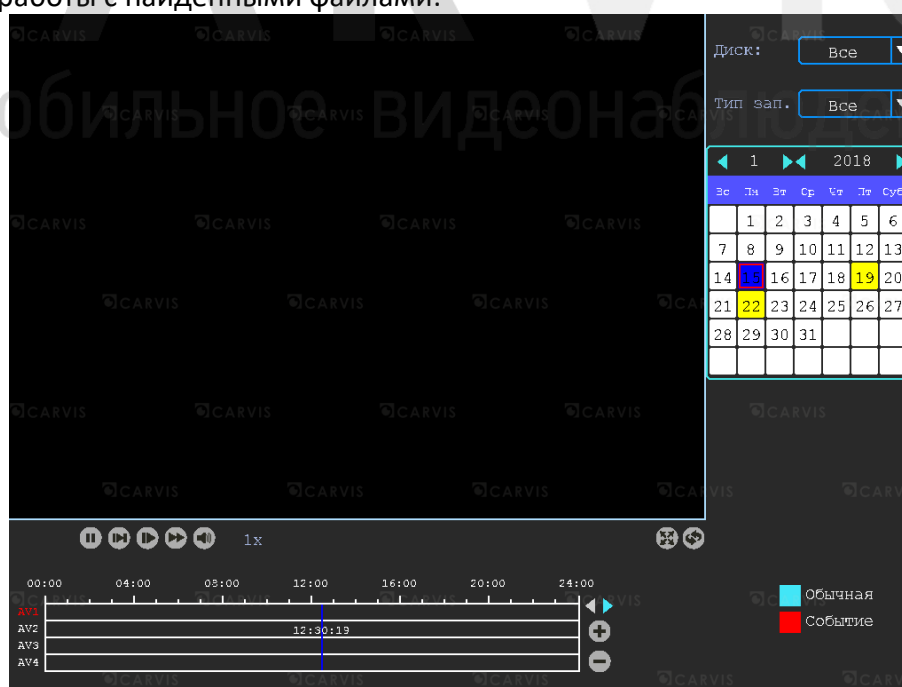 работы с найденными файлами.
Диск: Все
Тип зап. Все
1 2018
Вс Пн Вт Ср Чт Пт Суб
1 2 3 4 5 6
7 8 9 10 11 12 13
14 15 16 17 18 19 20
21 22 23 24 25 26 27
28 29 30 31
1x
00:00 04:00 08:00 12:00 16:00 20:00 24:00
AV1
AV2 12:30:19
AV3
AV4
Обычная
Событие
CARVIS